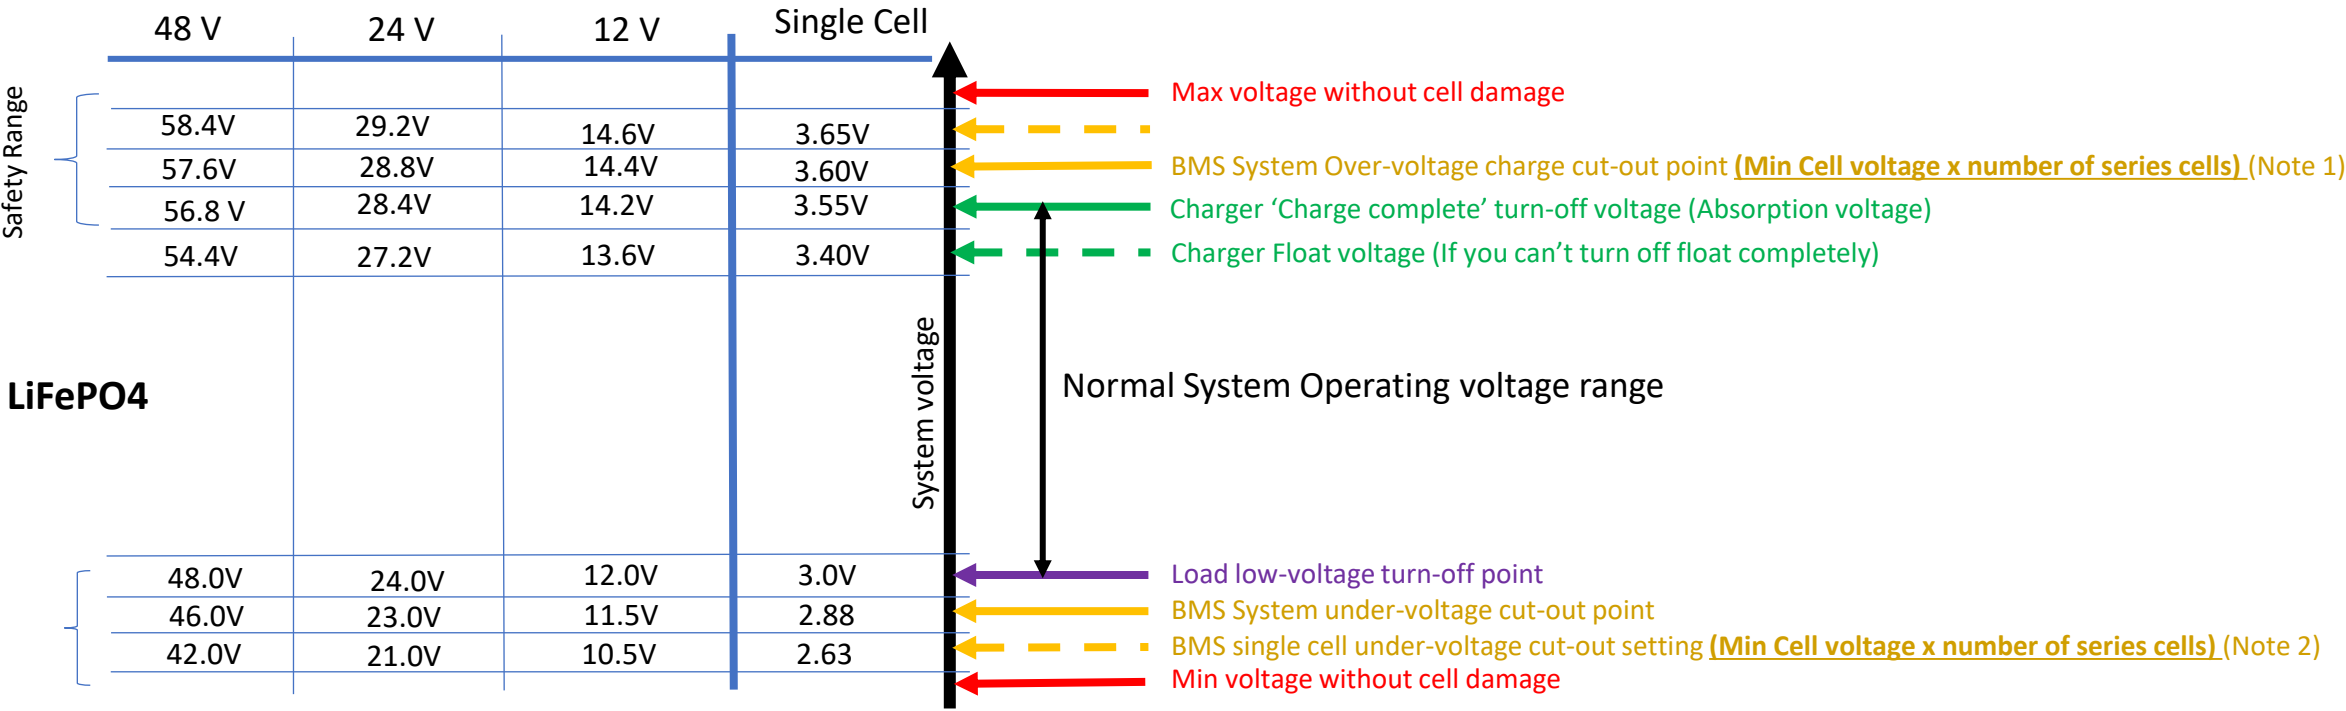 48 V 24 V 12 V Single Cell
Safety Range
Max voltage without cell damage
58.4V 29.2V 14.6V 3.65V
57.6V 28.8V 14.4V 3.60V BMS System Over-voltage charge cut-out point (Min Cell voltage x number of series cells) (Note 1)
56.8 V 28.4V 14.2V 3.55V Charger ‘Charge complete’ turn-off voltage (Absorption voltage)
54.4V 27.2V 13.6V 3.40V Charger Float voltage (If you can’t turn off float completely)
System voltage
LiFePO4 Normal System Operating voltage range
48.0V 24.0V 12.0V 3.0V Load low-voltage turn-off point
46.0V 23.0V 11.5V 2.88 BMS System under-voltage cut-out point
42.0V 21.0V 10.5V 2.63 BMS single cell under-voltage cut-out setting (Min Cell voltage x number of series cells) (Note 2)
Min voltage without cell damage